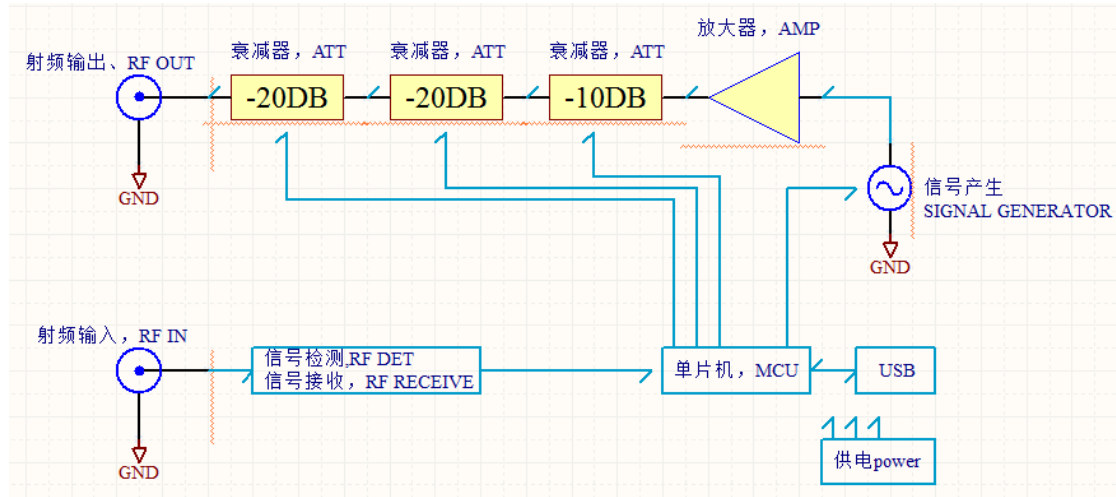 放大器，AMP
衰减器，ATT
衰减器，ATT
衰减器，ATT
射频输出、RF OUT
-20DB
-20DB
-10DB
GND
信号产生
SIGNAL GENERATOR
GND
射频输入，RF IN
信号检测,RF DET
信号接收，RF RECEIVE
单片机，MCU
USB
供电power
GND